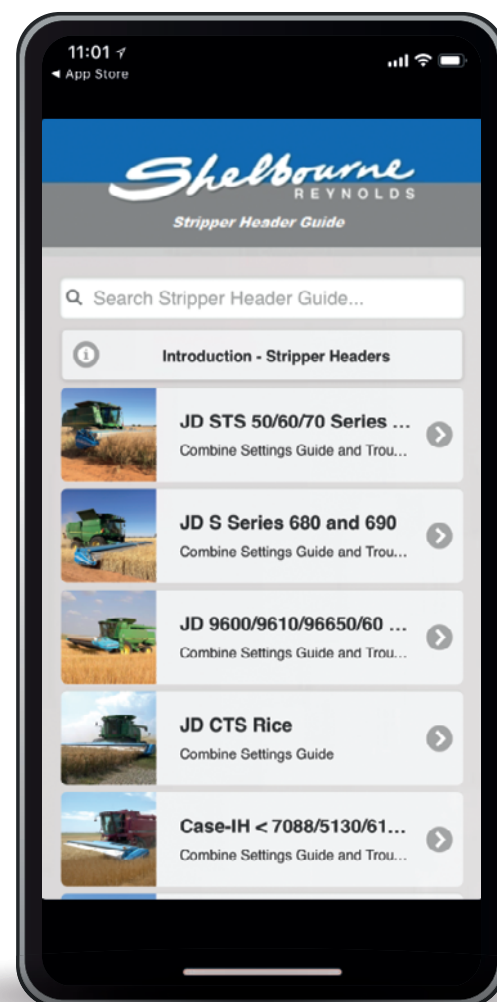 11:01
◄ App Store
Shelbourne
REYNOLDS
Stripper Header Guide
Search Stripper Header Guide...
Introduction - Stripper Headers
JD STS 50/60/70 Series ...
Combine Settings Guide and Trou...
JD S Series 680 and 690
Combine Settings Guide and Trou...
JD 9600/9610/96650/60 ...
Combine Settings Guide and Trou...
JD CTS Rice
Combine Settings Guide
Case-IH < 7088/5130/61...
Combine Settings Guide and Trou...